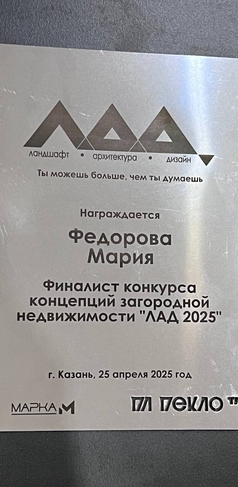 ЛАД
ландшафт • архитектура • дизайн
Ты можешь больше, чем ты думаешь
Награждается
Федорова
Мария
Финалист конкурса
концепций загородной
недвижимости "ЛАД 2025"
г. Казань, 25 апреля 2025 год
МАРКА М ПЕКЛО